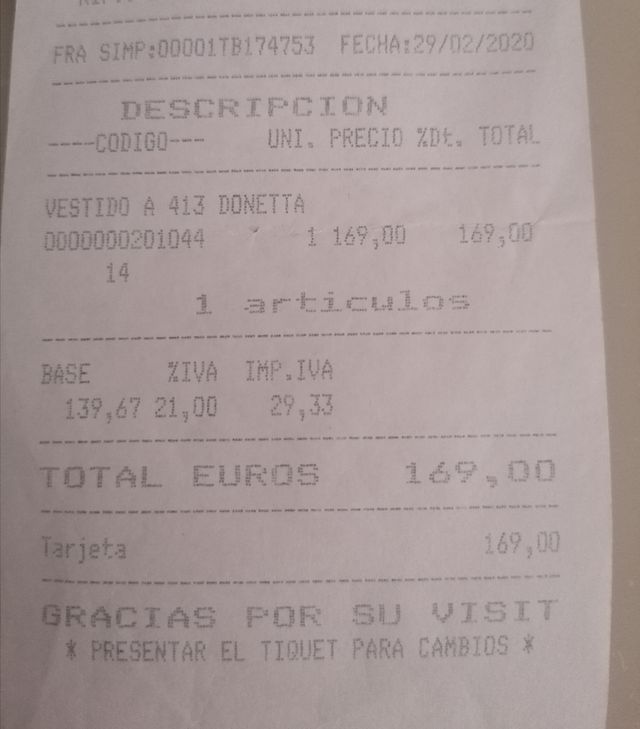 FRA SIMP:00001TB174753 FECHA:29/02/2020
DESCRIPCION
----CODIGO--- UNI. PRECIO %Dt. TOTAL
VESTIDO A 413 DONETTA
0000000201044 1 169,00 169,00
14
1 articulos
BASE %IVA IMP.IVA
139,67 21,00 29,33
TOTAL EUROS 169,00
Tarjeta 169,00
GRACIAS POR SU VISIT
* PRESENTAR EL TIQUET PARA CAMBIOS *